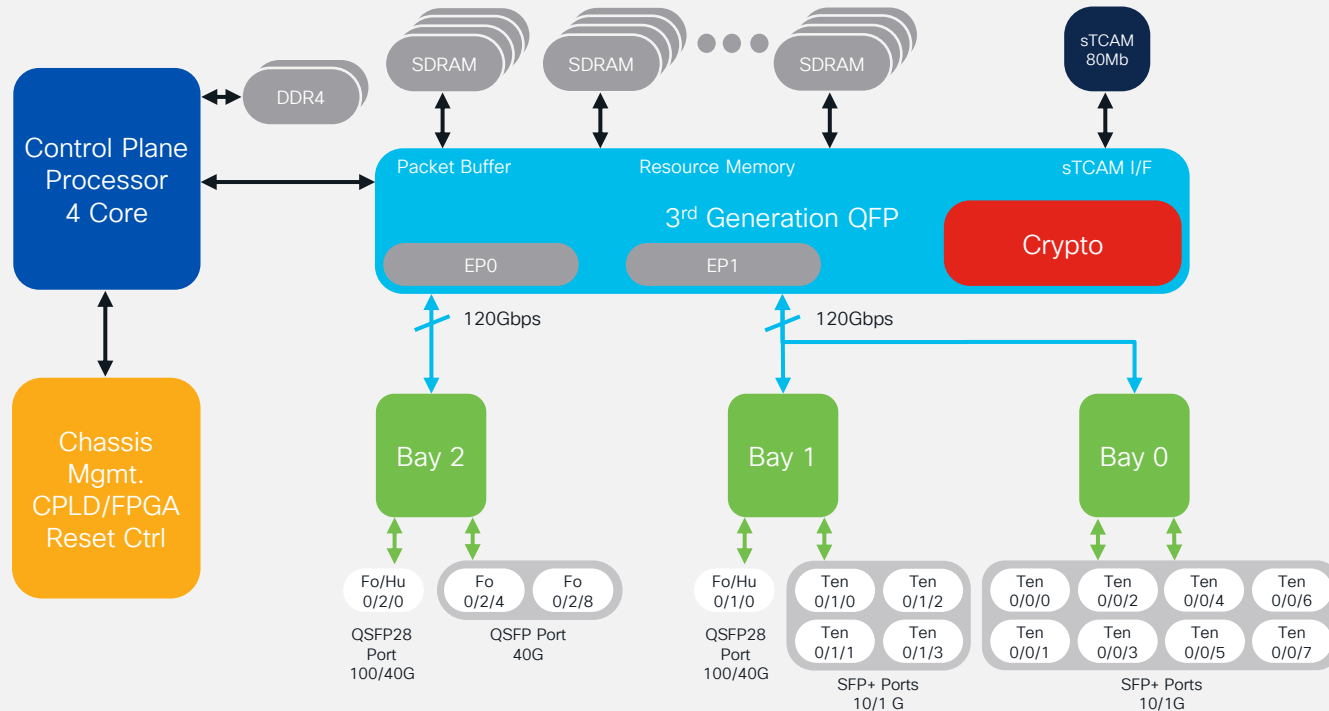 SDRAM
SDRAM
SDRAM
sTCAM
80Mb
DDR4
Control Plane
Processor
4 Core
Packet Buffer
Resource Memory
sTCAM I/F
3rd Generation QFP
Crypto
EP0
EP1
120Gbps
120Gbps
Chassis
Mgmt.
CPLD/FPGA
Reset Ctrl
Bay 2
Bay 1
Bay 0
Fo/Hu
0/2/0
QSFP28
Port
100/40G
Fo
0/2/4
Fo
0/2/8
QSFP Port
40G
Fo/Hu
0/1/0
QSFP28
Port
100/40G
Ten
0/1/0
Ten
0/1/2
Ten
0/1/1
Ten
0/1/3
SFP+ Ports
10/1 G
Ten
0/0/0
Ten
0/0/2
Ten
0/0/4
Ten
0/0/6
Ten
0/0/1
Ten
0/0/3
Ten
0/0/5
Ten
0/0/7
SFP+ Ports
10/1G